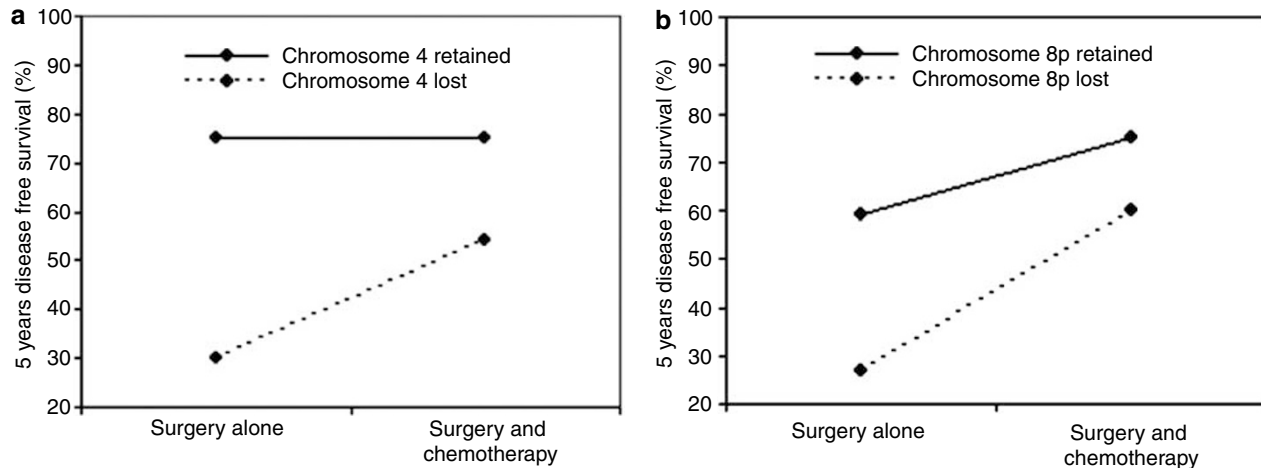 a
5 years disease free survival (%)
100
90
80
70
60
50
40
30
20
Chromosome 4 retained
Chromosome 4 lost
Surgery alone
Surgery and
chemotherapy
b
5 years disease free survival (%)
100
90
80
70
60
50
40
30
20
Chromosome 8p retained
Chromosome 8p lost
Surgery alone
Surgery and
chemotherapy